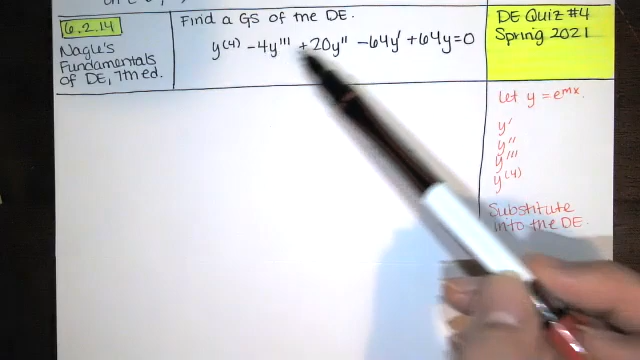 6.2.14
Nagle's
Fundamentals
of DE, 7th ed.
Find a GS of the DE.
y⁽⁴⁾ -4y''' +20y'' -64y' +64y=0
DE Quiz #4
Spring 2021
let y = e^mx
y'
y''
y'''
y⁽⁴⁾
Substitute
into the DE.